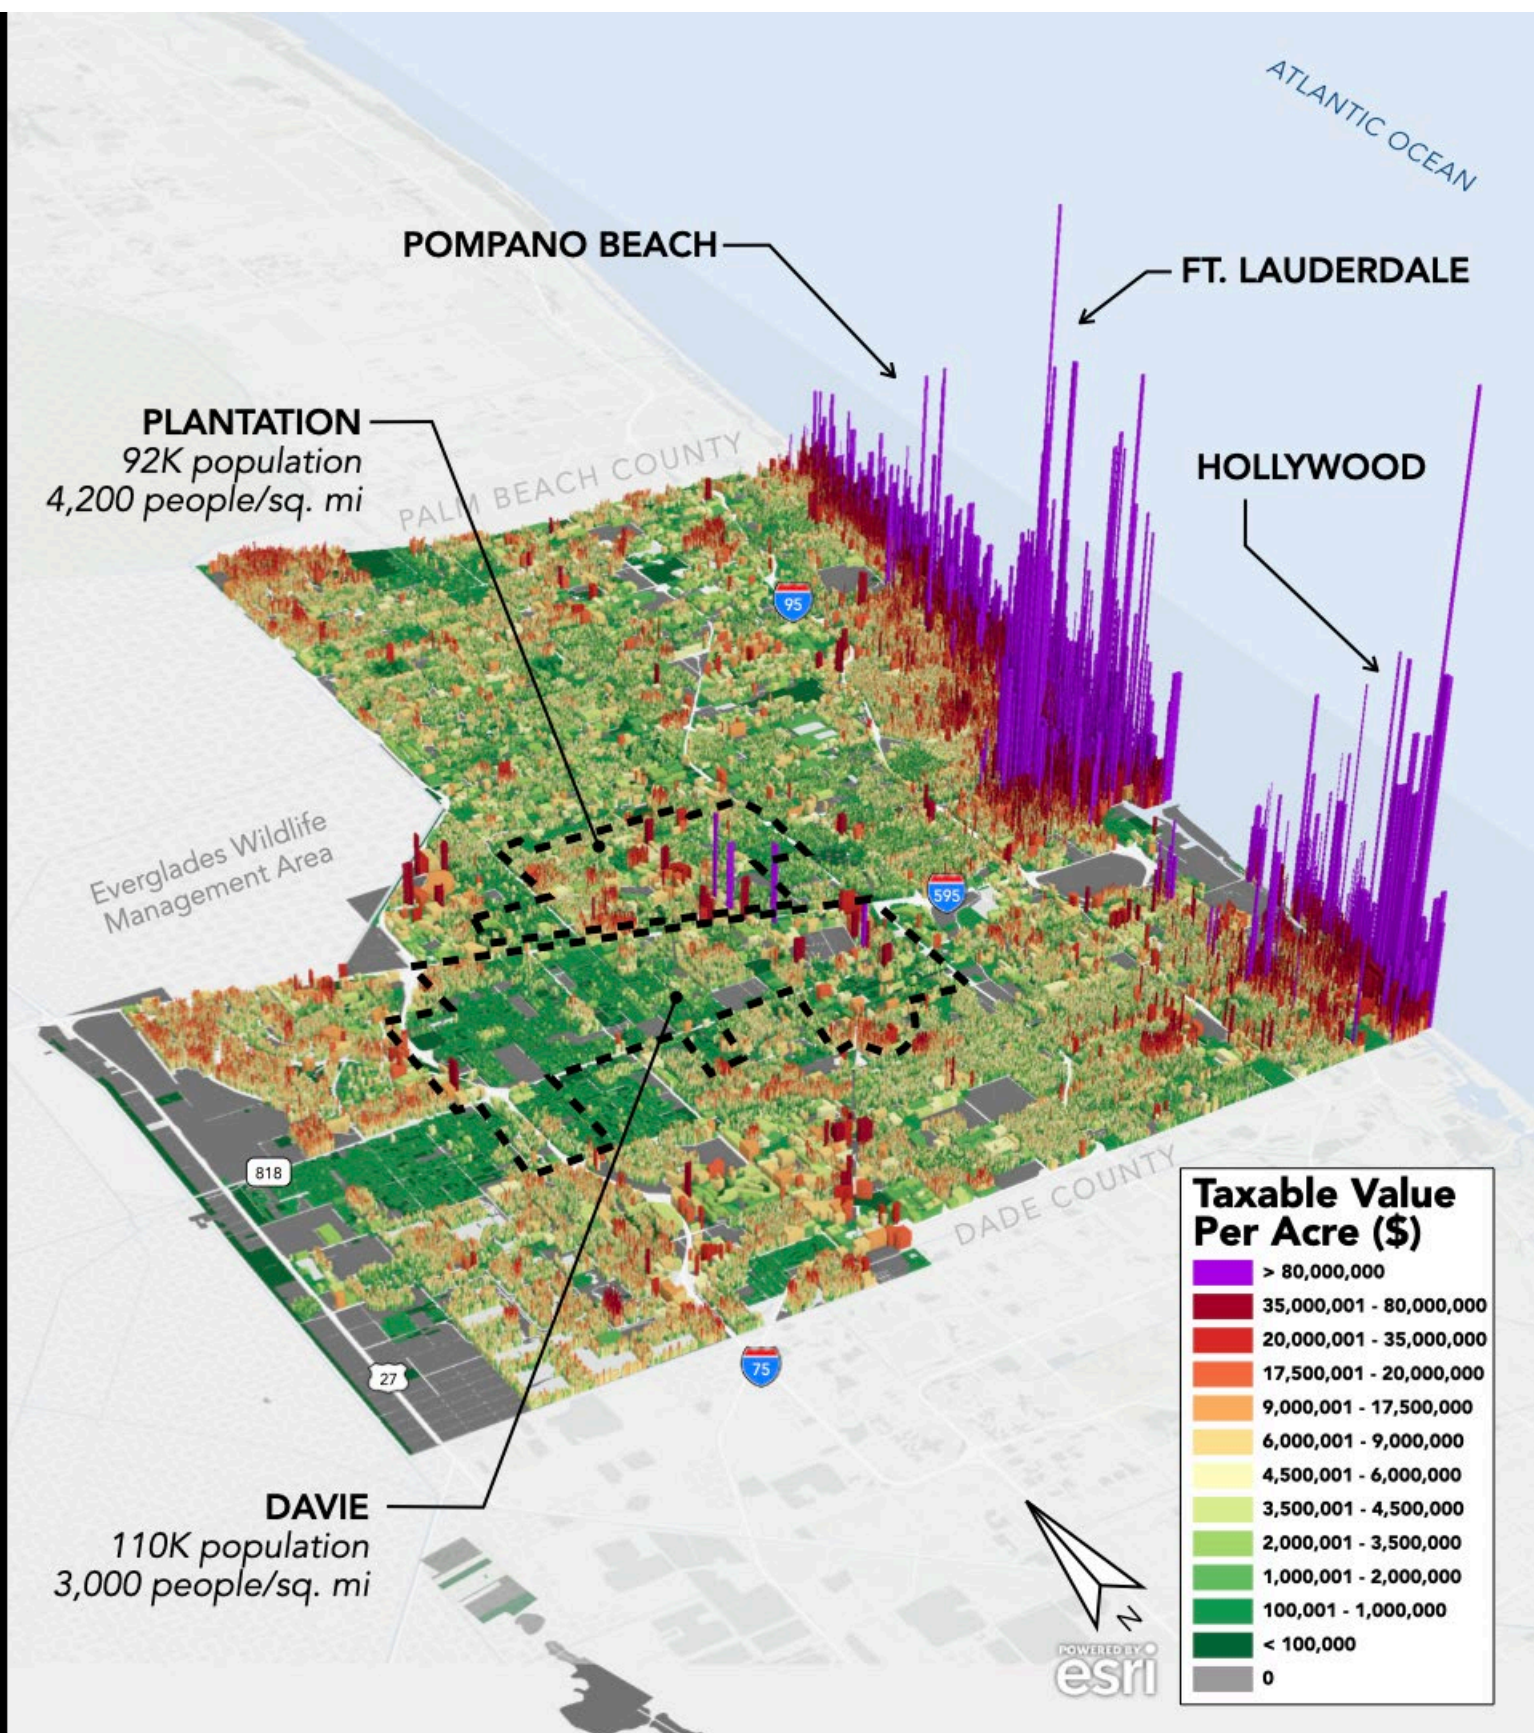 ATLANTIC OCEAN
POMPANO BEACH
FT. LAUDERDALE
PLANTATION
92K population
4,200 people/sq. mi
PALM BEACH COUNTY
HOLLYWOOD
95
Everglades Wildlife
Management Area
595
818
DADE COUNTY
27
75
DAVIE
110K population
3,000 people/sq. mi
N
POWERED BY
esri
Taxable Value
Per Acre ($)
> 80,000,000
35,000,001 - 80,000,000
20,000,001 - 35,000,000
17,500,001 - 20,000,000
9,000,001 - 17,500,000
6,000,001 - 9,000,000
4,500,001 - 6,000,000
3,500,001 - 4,500,000
2,000,001 - 3,500,000
1,000,001 - 2,000,000
100,001 - 1,000,000
< 100,000
0